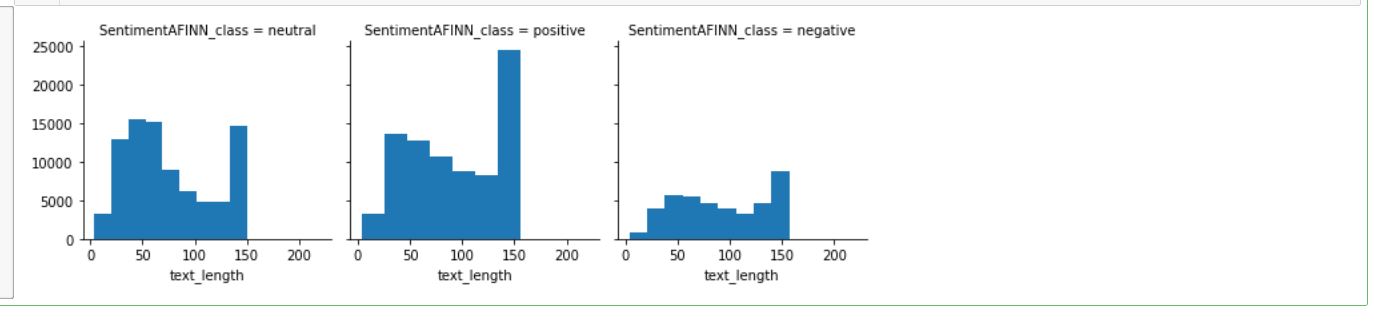 SentimentAFINN_class = neutral
SentimentAFINN_class = positive
SentimentAFINN_class = negative
25000
20000
15000
10000
5000
0
0 50 100 150 200
0 50 100 150 200
0 50 100 150 200
text_length
text_length
text_length